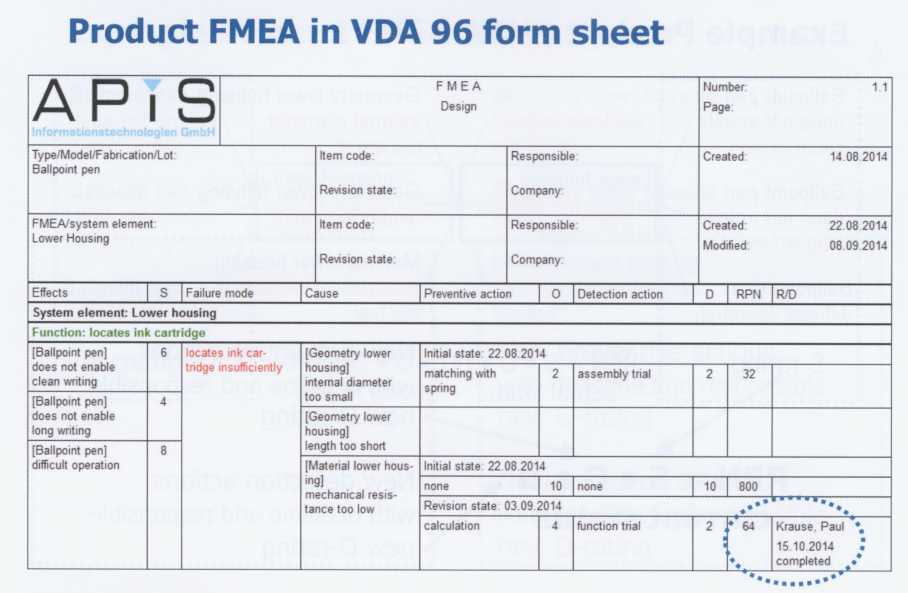 Product FMEA in VDA 96 form sheet
APiS
Informationstechnologien GmbH
FMEA
Design
Number: 1.1
Page:
Type/Model/Fabrication/Lot:
Ballpoint pen
Item code:
Revision state:
Responsible:
Company:
Created: 14.08.2014
FMEA/system element:
Lower Housing
Item code:
Revision state:
Responsible:
Company:
Created: 22.08.2014
Modified: 08.09.2014
Effects S Failure mode Cause Preventive action O Detection action D RPN R/D
System element: Lower housing
Function: locates ink cartridge
[Ballpoint pen]
does not enable
clean writing
6
[Ballpoint pen]
does not enable
long writing
4
[Ballpoint pen]
difficult operation
8
locates ink car-
tridge insufficiently
[Geometry lower
housing]
internal diameter
too small
Initial state: 22.08.2014
matching with
spring
2 assembly trial 2 32
[Geometry lower
housing]
length too short
[Material lower hous-
ing]
mechanical resis-
tance too low
Initial state: 22.08.2014
none 10 none 10 800
Revision state: 03.09.2014
calculation 4 function trial 2 64 Krause, Paul
15.10.2014
completed